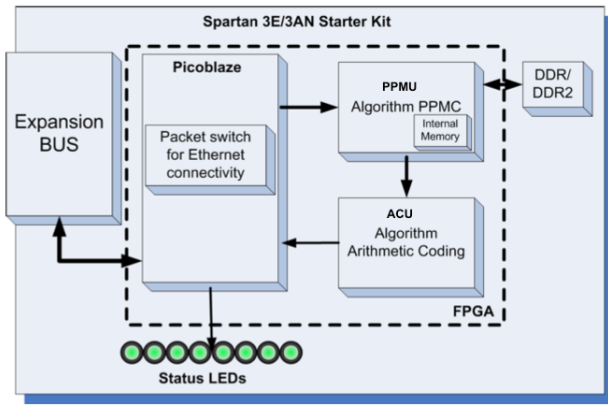 Spartan 3E/3AN Starter Kit
Expansion
BUS
Picoblaze
Packet switch
for Ethernet
connectivity
PPMU
Algorithm PPMC
Internal
Memory
DDR/
DDR2
ACU
Algorithm
Arithmetic Coding
FPGA
Status LEDs